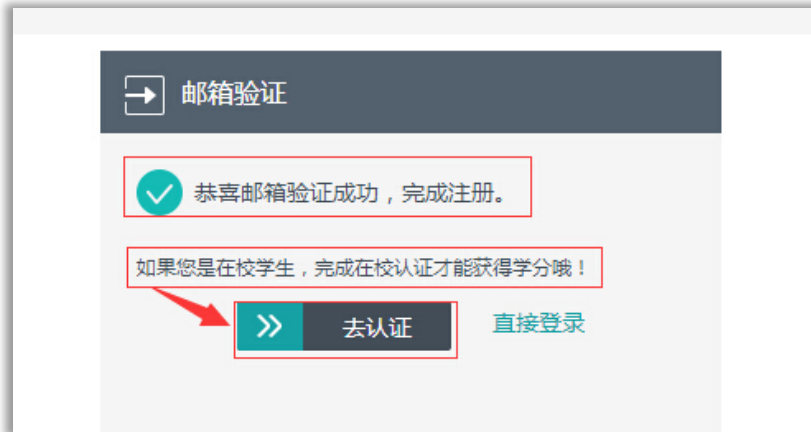 邮箱验证
恭喜邮箱验证成功，完成注册。
如果您是在校学生，完成在校认证才能获得学分哦！
去认证
直接登录